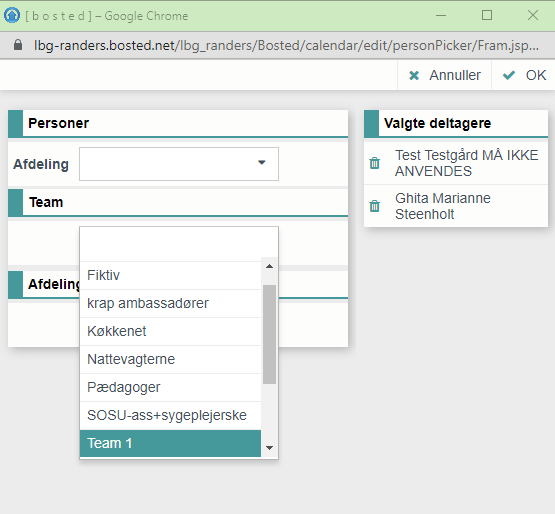 [ b o s t e d ] – Google Chrome
lbg-randers.bosted.net/lbg_randers/Bosted/calendar/edit/personPicker/Fram.jsp...
Annuller
OK
Personer
Afdeling
Team
Fiktiv
krap ambassadører
Køkkenet
Nattevagterne
Pædagoger
SOSU-ass+sygeplejerske
Team 1
Valgte deltagere
Test Testgård MÅ IKKE
ANVENDES
Ghita Marianne
Steenholt